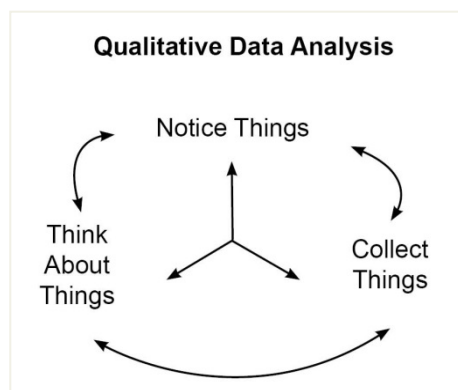 Qualitative Data Analysis
Notice Things
Think
About
Things
Collect
Things